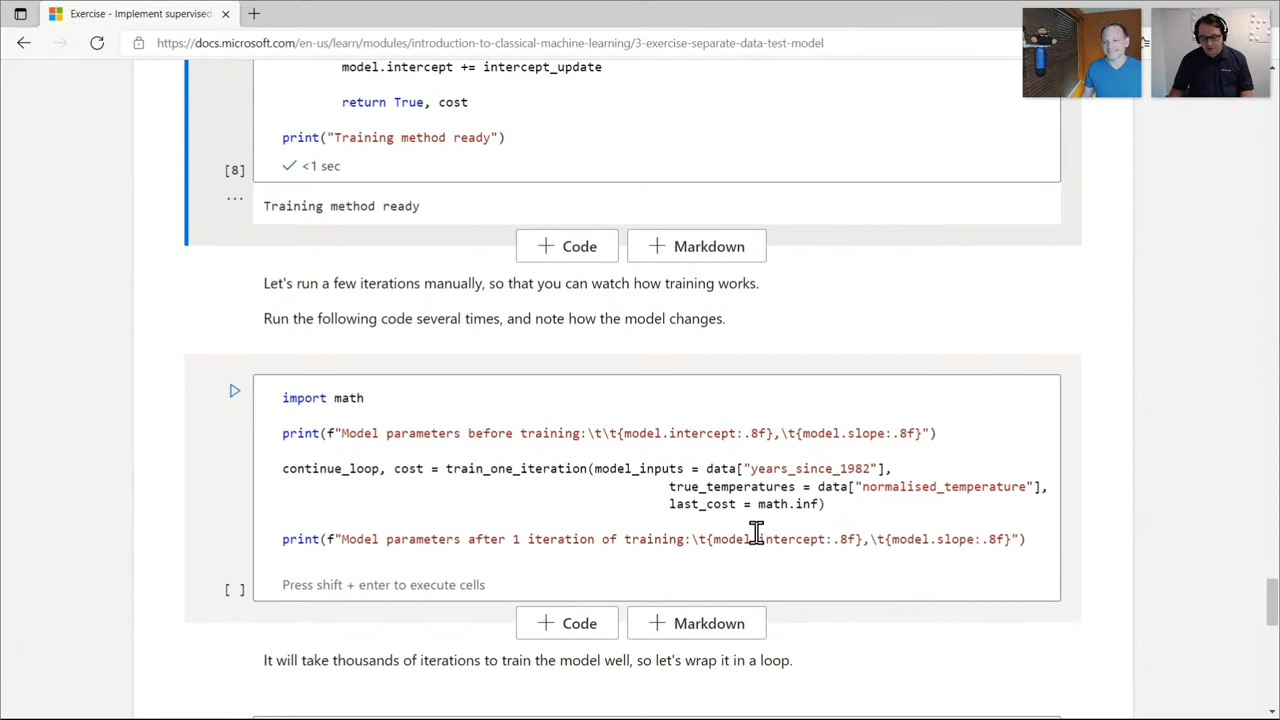 Exercise - Implement supervised
https://docs.microsoft.com/en-us/learn/modules/introduction-to-classical-machine-learning/3-exercise-separate-data-test-model
model.intercept += intercept_update
return True, cost
print("Training method ready")
<1 sec
[8]
...
Training method ready
+ Code
+ Markdown
Let's run a few iterations manually, so that you can watch how training works.
Run the following code several times, and note how the model changes.
import math
print(f"Model parameters before training:\t\t{model.intercept:.8f},\t{model.slope:.8f}")
continue_loop, cost = train_one_iteration(model_inputs = data["years_since_1982"],
true_temperatures = data["normalised_temperature"],
last_cost = math.inf)
print(f"Model parameters after 1 iteration of training:\t{model.intercept:.8f},\t{model.slope:.8f}")
Press shift + enter to execute cells
[ ]
+ Code
+ Markdown
It will take thousands of iterations to train the model well, so let's wrap it in a loop.